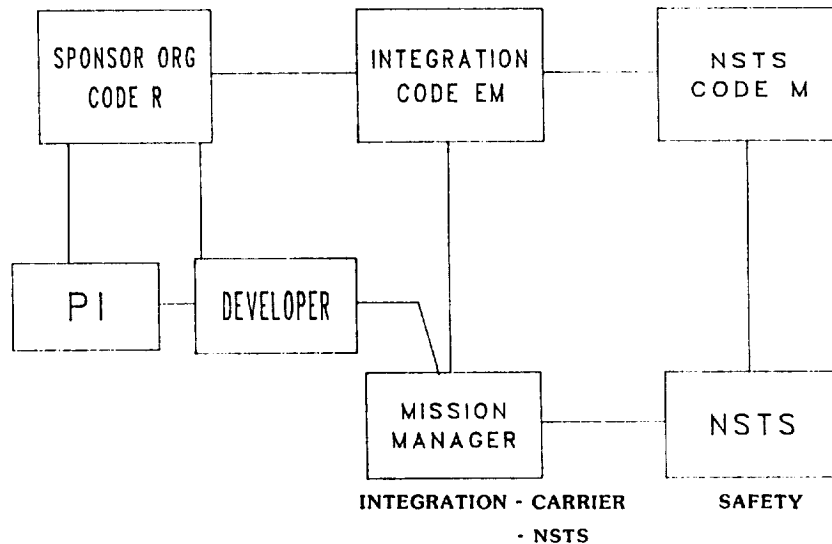 SPONSOR ORG
CODE R
INTEGRATION
CODE EM
NSTS
CODE M
PI
DEVELOPER
MISSION
MANAGER
NSTS
INTEGRATION - CARRIER
- NSTS
SAFETY